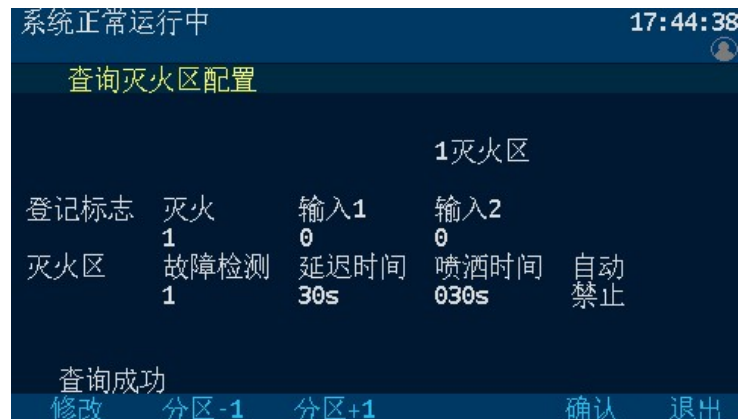 系统正常运行中 17:44:38
查询灭火区配置
1灭火区
登记标志 灭火 输入1 输入2
1 0 0
灭火区 故障检测 延迟时间 喷洒时间 自动
1 30s 030s 禁止
查询成功
修改 分区-1 分区+1 确认 退出